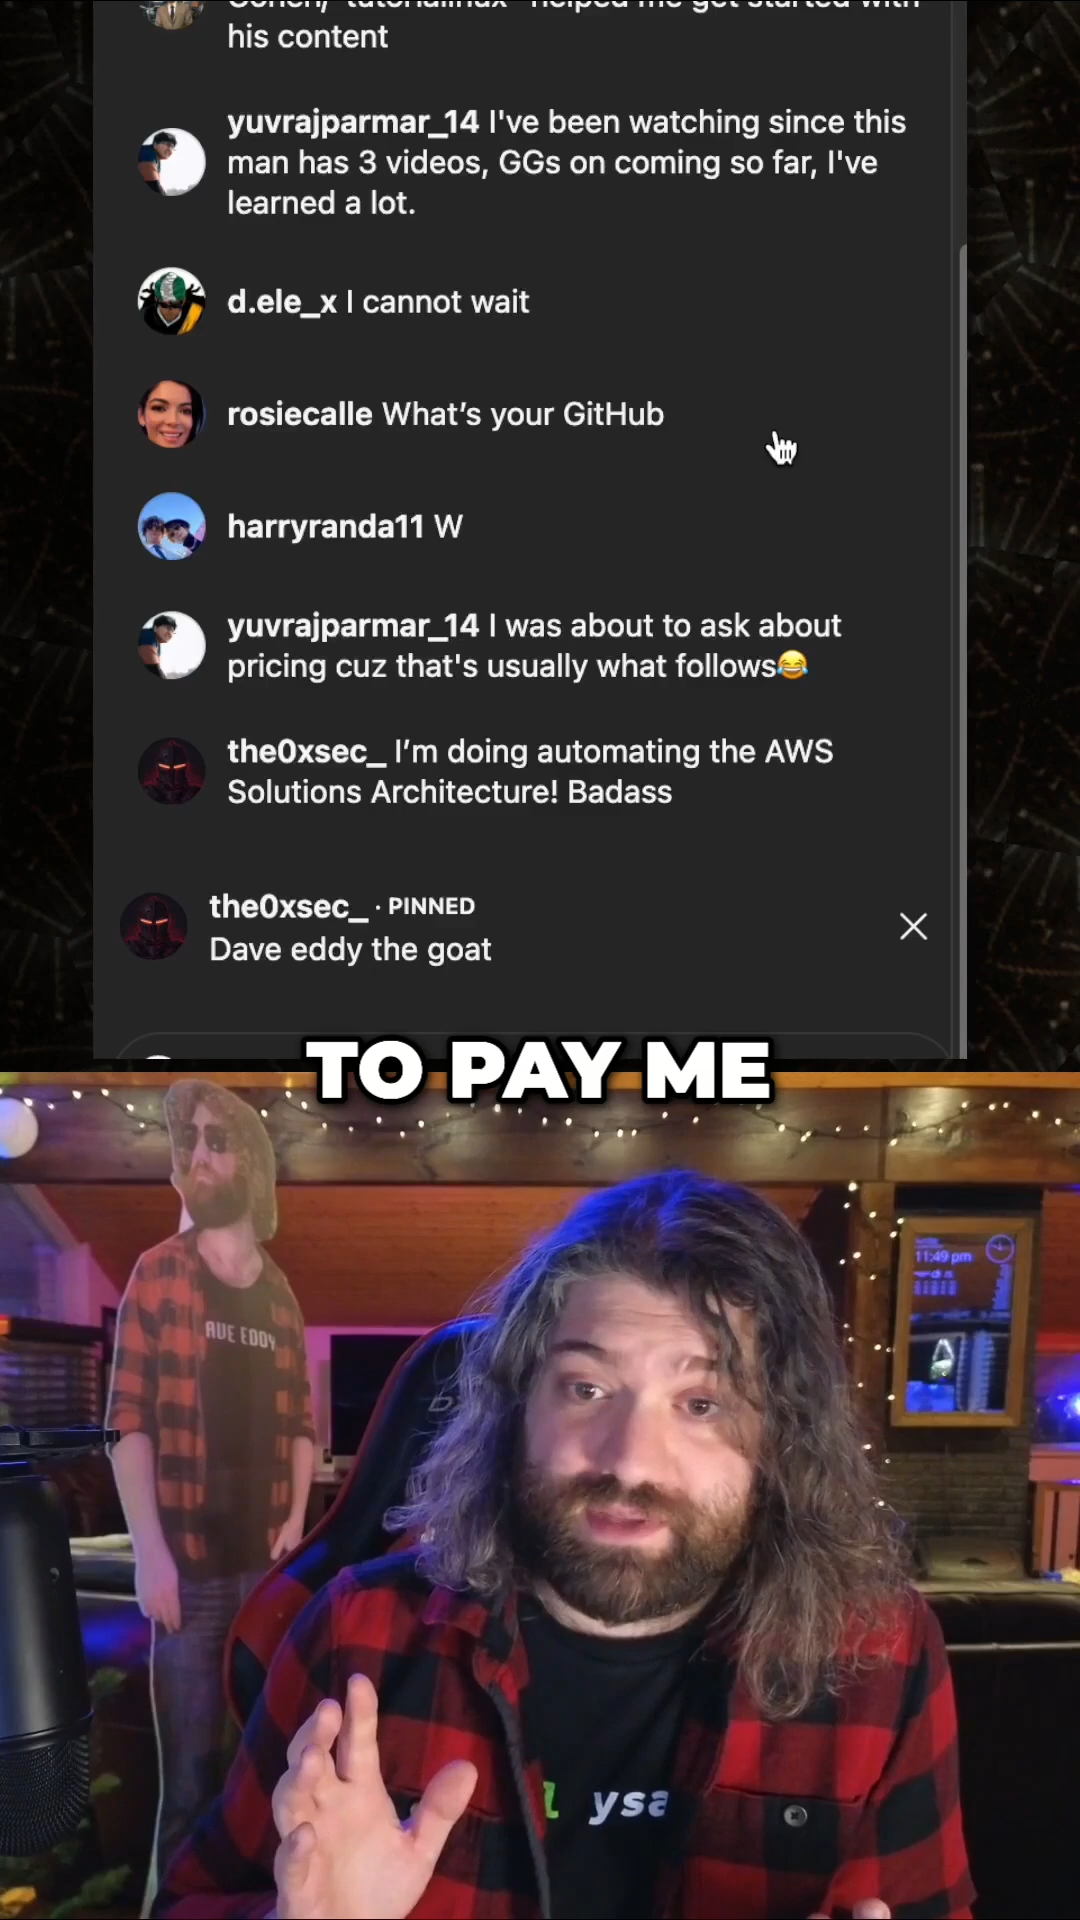 his content
yuvrajparmar_14 I've been watching since this
man has 3 videos, GGs on coming so far, I've
learned a lot.
d.ele_x I cannot wait
rosiecalle What's your GitHub
harryranda11 W
yuvrajparmar_14 I was about to ask about
pricing cuz that's usually what follows😂
the0xsec_ I'm doing automating the AWS
Solutions Architecture! Badass
the0xsec_ · PINNED
Dave eddy the goat
TO PAY ME
11:49 pm
AVE EDDY
ysa